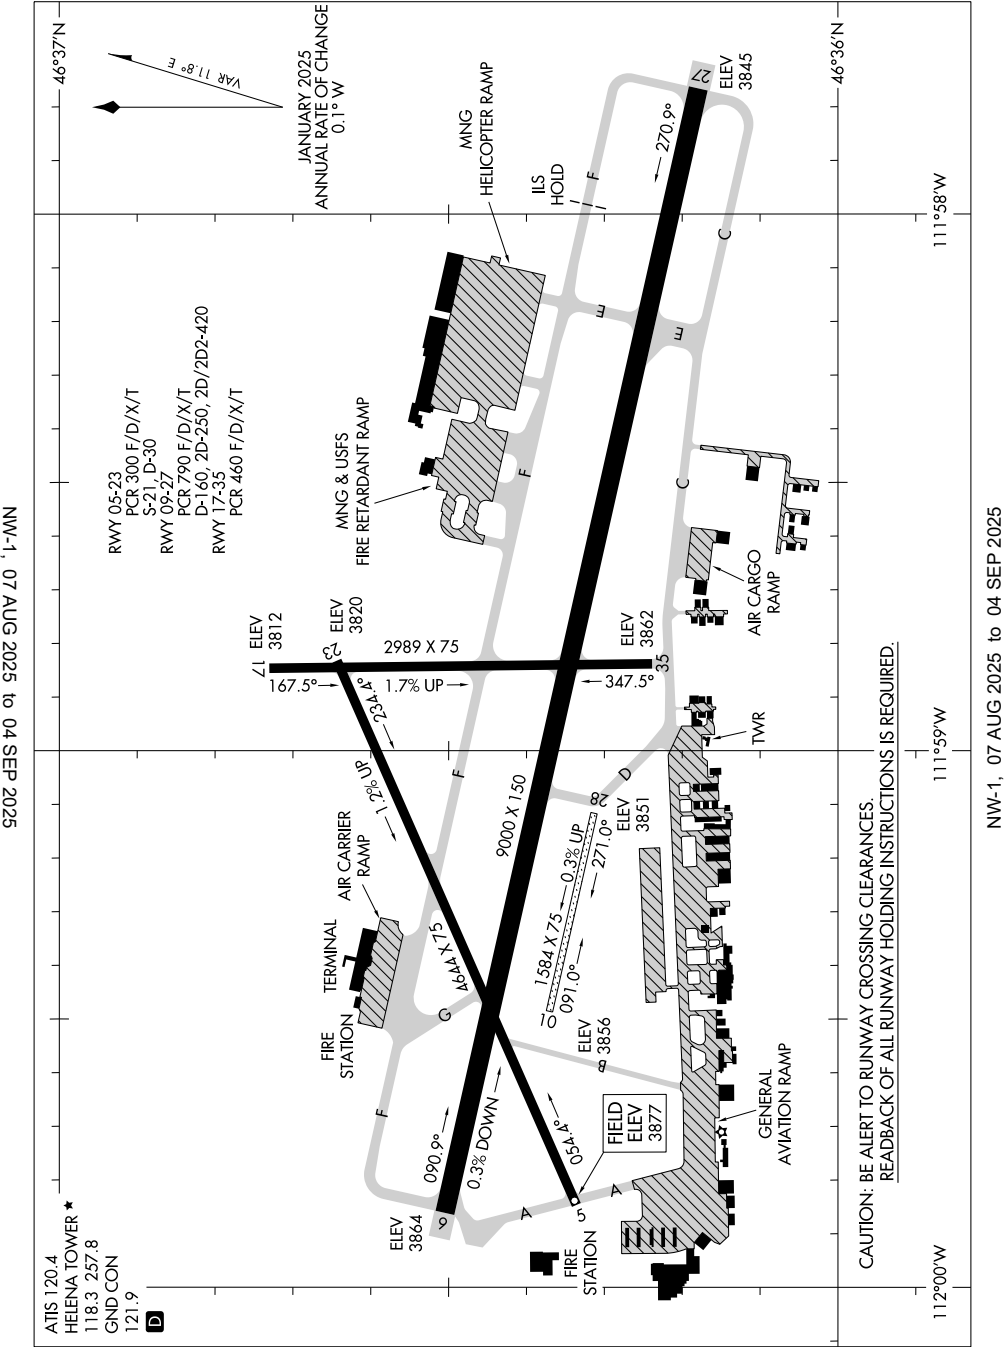 ATIS 120.4
HELENA TOWER ★
118.3 257.8
GND CON
121.9
D
RWY 05-23
PCR 300 F/D/X/T
S-21, D-30
RWY 09-27
PCR 790 F/D/X/T
D-160, 2D-250, 2D/2D2-420
RWY 17-35
PCR 460 F/D/X/T
VAR 11.8° E
JANUARY 2025
ANNUAL RATE OF CHANGE
0.1° W
46°37'N
46°36'N
111°58'W
111°59'W
112°00'W
MNG
HELICOPTER RAMP
ILS
HOLD
MNG & USFS
FIRE RETARDANT RAMP
ELEV
3845
27
270.9°
F
C
E
E
F
C
AIR CARGO
RAMP
ELEV
3812
17
ELEV
3820
23
2989 X 75
167.5°
1.7% UP
347.5°
ELEV
3862
35
234.4°
1.2% UP
F
D
TWR
28
ELEV
3851
9000 X 150
0.3% UP
271.0°
1584 X 75
091.0°
10
ELEV
3856
AIR CARRIER
RAMP
TERMINAL
FIRE
STATION
4644 X 75
G
B
F
090.9°
0.3% DOWN
054.4°
FIELD
ELEV
3877
GENERAL
AVIATION RAMP
9
ELEV
3864
A
A
5
FIRE
STATION
CAUTION: BE ALERT TO RUNWAY CROSSING CLEARANCES.
READBACK OF ALL RUNWAY HOLDING INSTRUCTIONS IS REQUIRED.
NW-1, 07 AUG 2025 to 04 SEP 2025
NW-1, 07 AUG 2025 to 04 SEP 2025